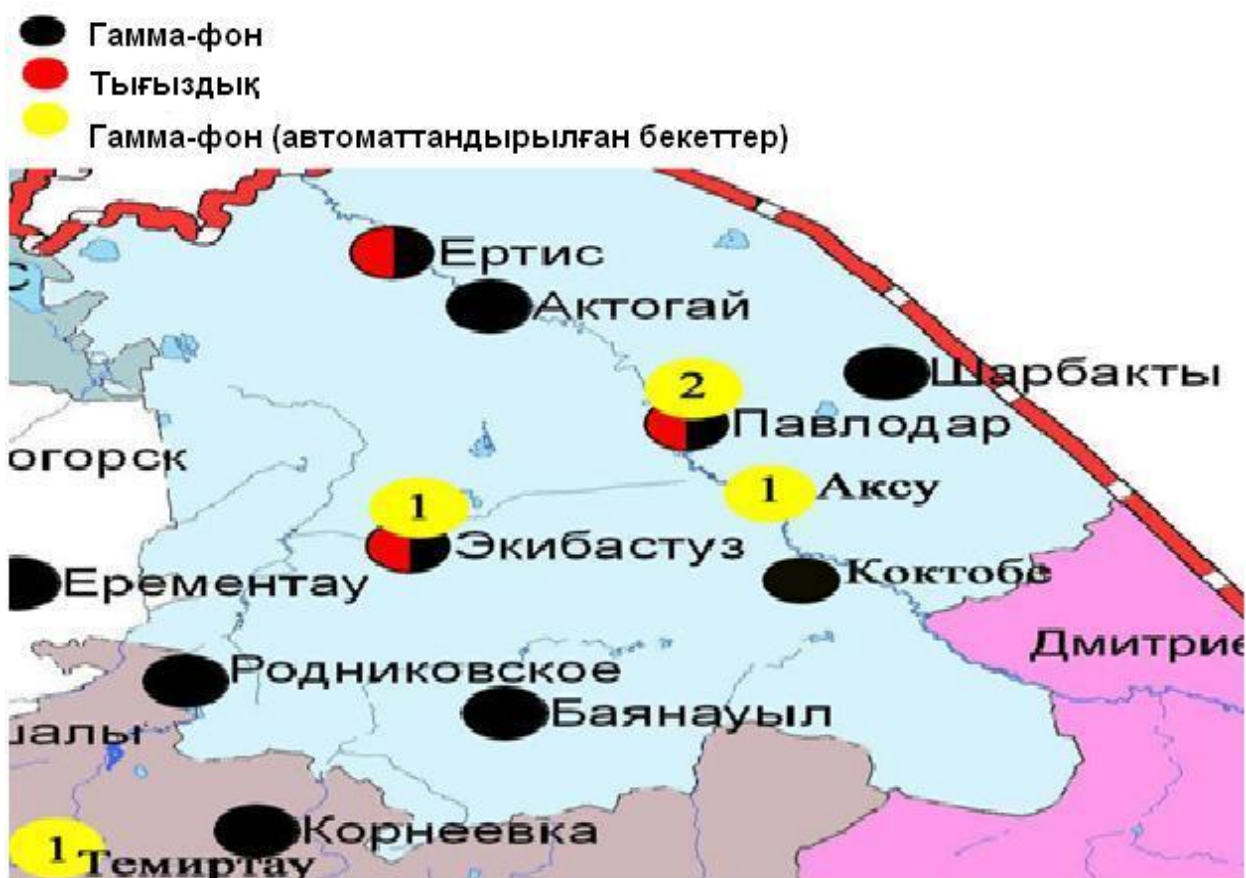 Гамма-фон
Тығыздық
Гамма-фон (автоматтандырылған бекеттер)
Ертис
С
Актогай
Шарбакты
2
Павлодар
огорск
1
Аксу
1
Экибастуз
Коктобе
Ерементау
Дмитрие
Родниковское
Баянауыл
шалы
Корнеевка
1
Темиртау